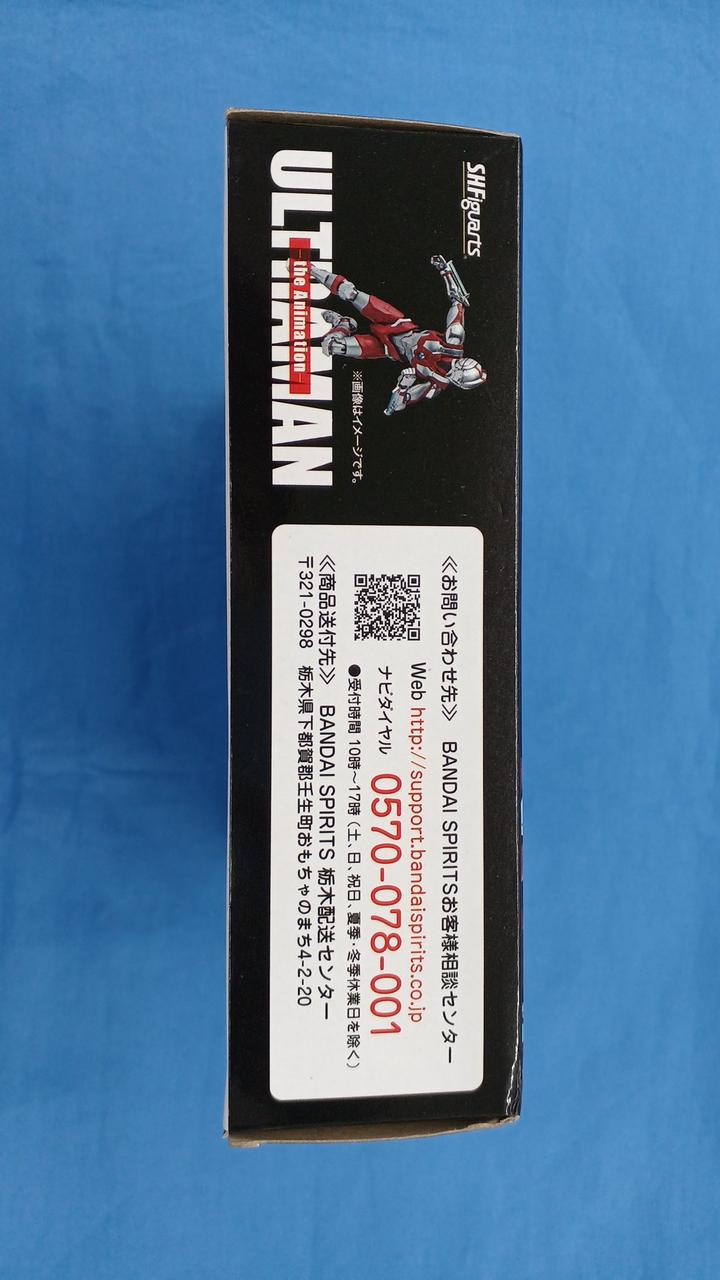 S.H.Figuarts
ULTRAMAN
the Animation
※画像はイメージです。
≪お問い合わせ先≫ BANDAI SPIRITSお客様相談センター
Web http://support.bandaispirits.co.jp
ナビダイヤル 0570-078-001
●受付時間 10時～17時（土、日、祝日、夏季・冬季休業日を除く）
≪商品送付先≫ BANDAI SPIRITS 栃木配送センター
〒321-0298 栃木県下都賀郡壬生町おもちゃのまち4-2-20